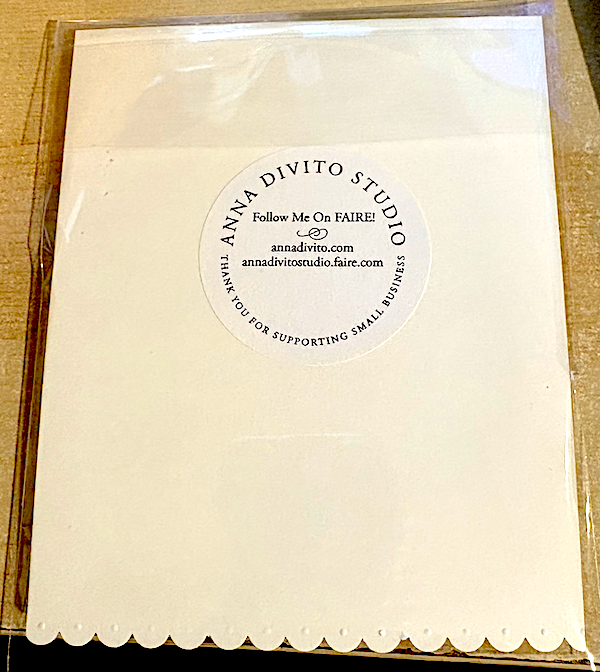 ANNA DIVITO STUDIO
Follow Me On FAIRE!
annadivito.com
annadivitostudio.faire.com
THANK YOU FOR SUPPORTING SMALL BUSINESS